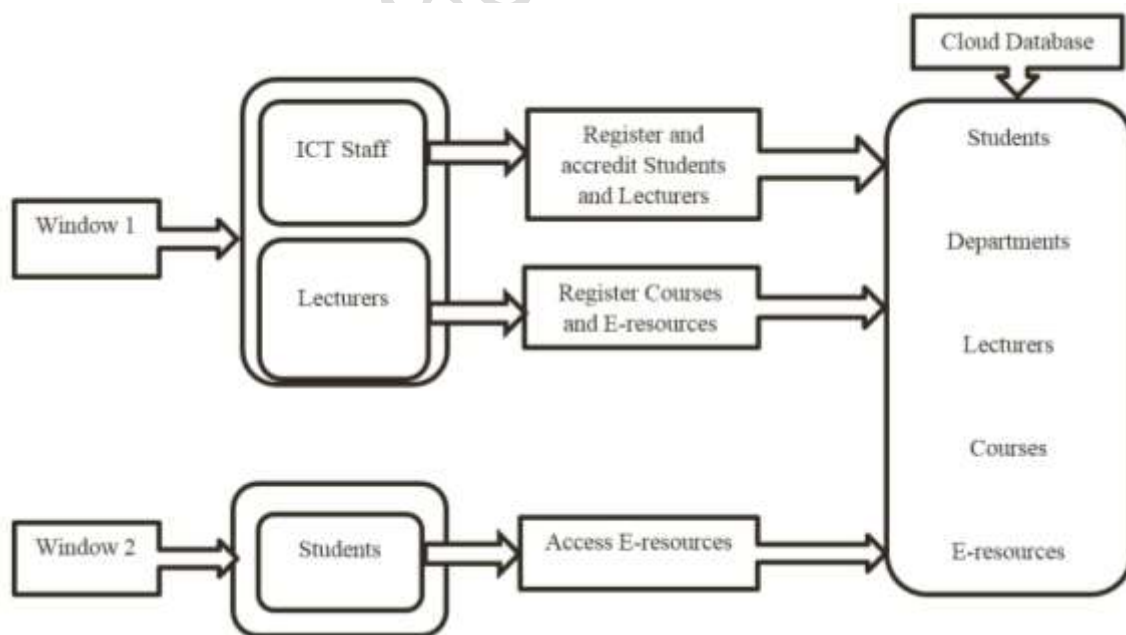 Cloud Database
ICT Staff
Register and
accredit Students
and Lecturers
Students
Window 1
Departments
Lecturers
Register Courses
and E-resources
Lecturers
Courses
Window 2
Students
Access E-resources
E-resources